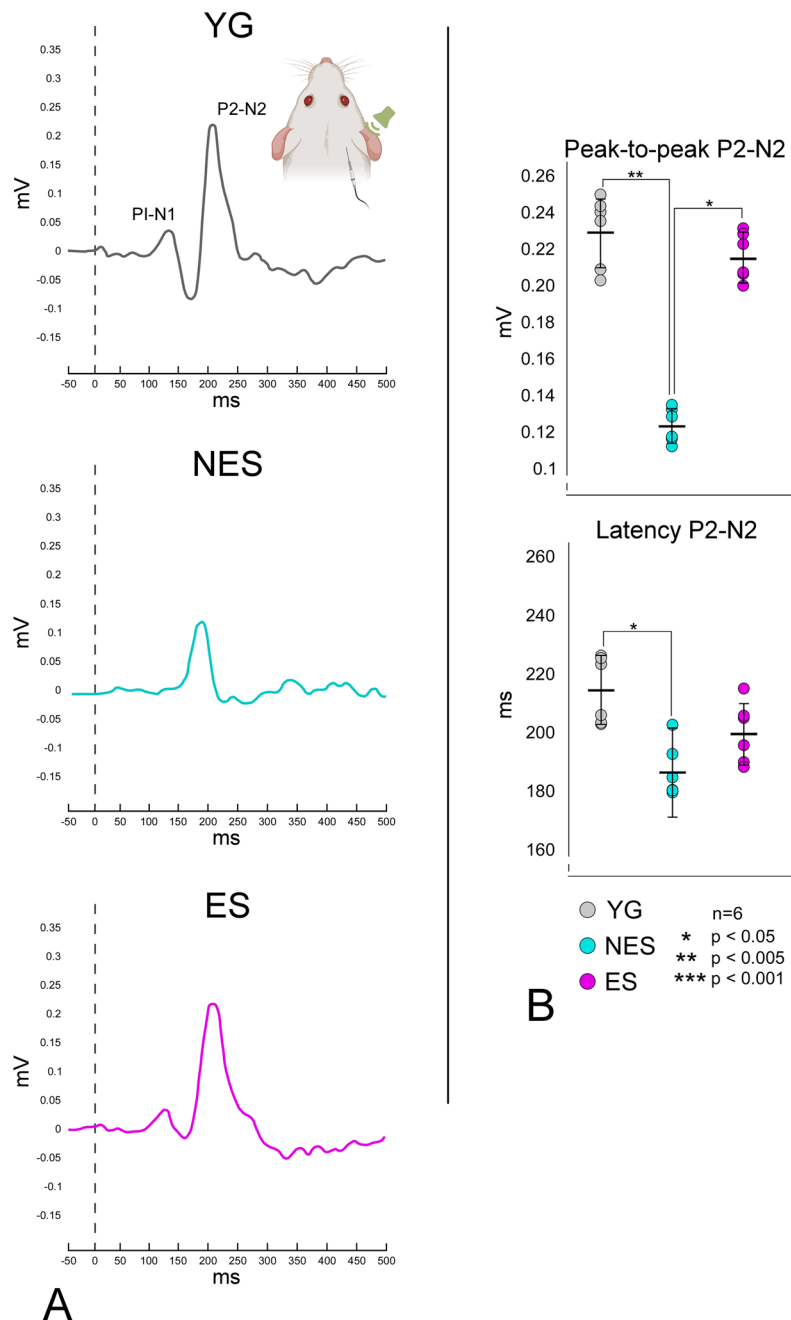 YG
0.35
0.3
0.25
0.2
0.15
0.1
0.05
0
-0.05
-0.1
-0.15
mV
PI-N1
P2-N2
-50 0 50 100 150 200 250 300 350 400 450 500
ms
NES
0.35
0.3
0.25
0.2
0.15
0.1
0.05
0
-0.05
-0.1
-0.15
mV
-50 0 50 100 150 200 250 300 350 400 450 500
ms
ES
0.35
0.3
0.25
0.2
0.15
0.1
0.05
0
-0.05
-0.1
-0.15
mV
-50 0 50 100 150 200 250 300 350 400 450 500
ms
A
Peak-to-peak P2-N2
0.26
0.24
0.22
0.20
0.18
0.16
0.14
0.12
0.1
mV
**
*
Latency P2-N2
260
240
220
200
180
160
ms
*
YG
NES
ES
n=6
* p < 0.05
** p < 0.005
*** p < 0.001
B